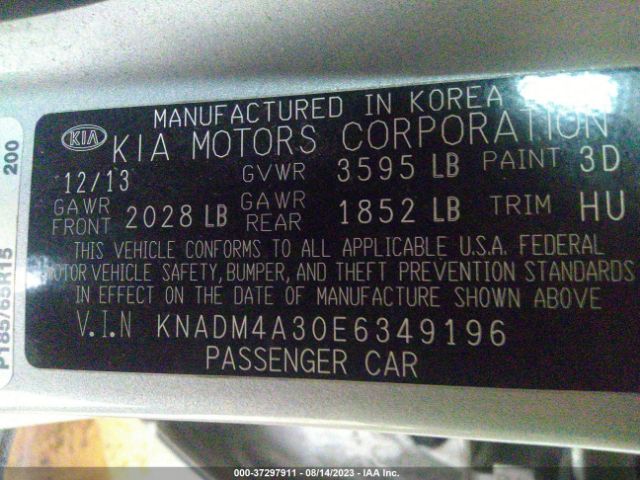 MANUFACTURED IN KOREA
KIA KIA MOTORS CORPORATION
12/13 GVWR 3595 LB PAINT 3D
GAWR FRONT 2028 LB GAWR REAR 1852 LB TRIM HU
THIS VEHICLE CONFORMS TO ALL APPLICABLE U.S.A. FEDERAL
MOTOR VEHICLE SAFETY, BUMPER, AND THEFT PREVENTION STANDARDS
IN EFFECT ON THE DATE OF MANUFACTURE SHOWN ABOVE
V.I.N KNADM4A30E6349196
PASSENGER CAR
200
P185/65R15
000-37297911 - 08/14/2023 - IAA Inc.